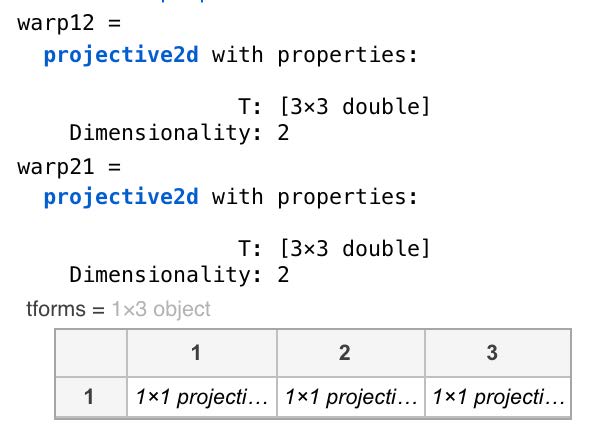 warp12 =
projective2d with properties:
T: [3×3 double]
Dimensionality: 2
warp21 =
projective2d with properties:
T: [3×3 double]
Dimensionality: 2
tforms = 1×3 object
1 2 3
1 1×1 projecti… 1×1 projecti… 1×1 projecti…